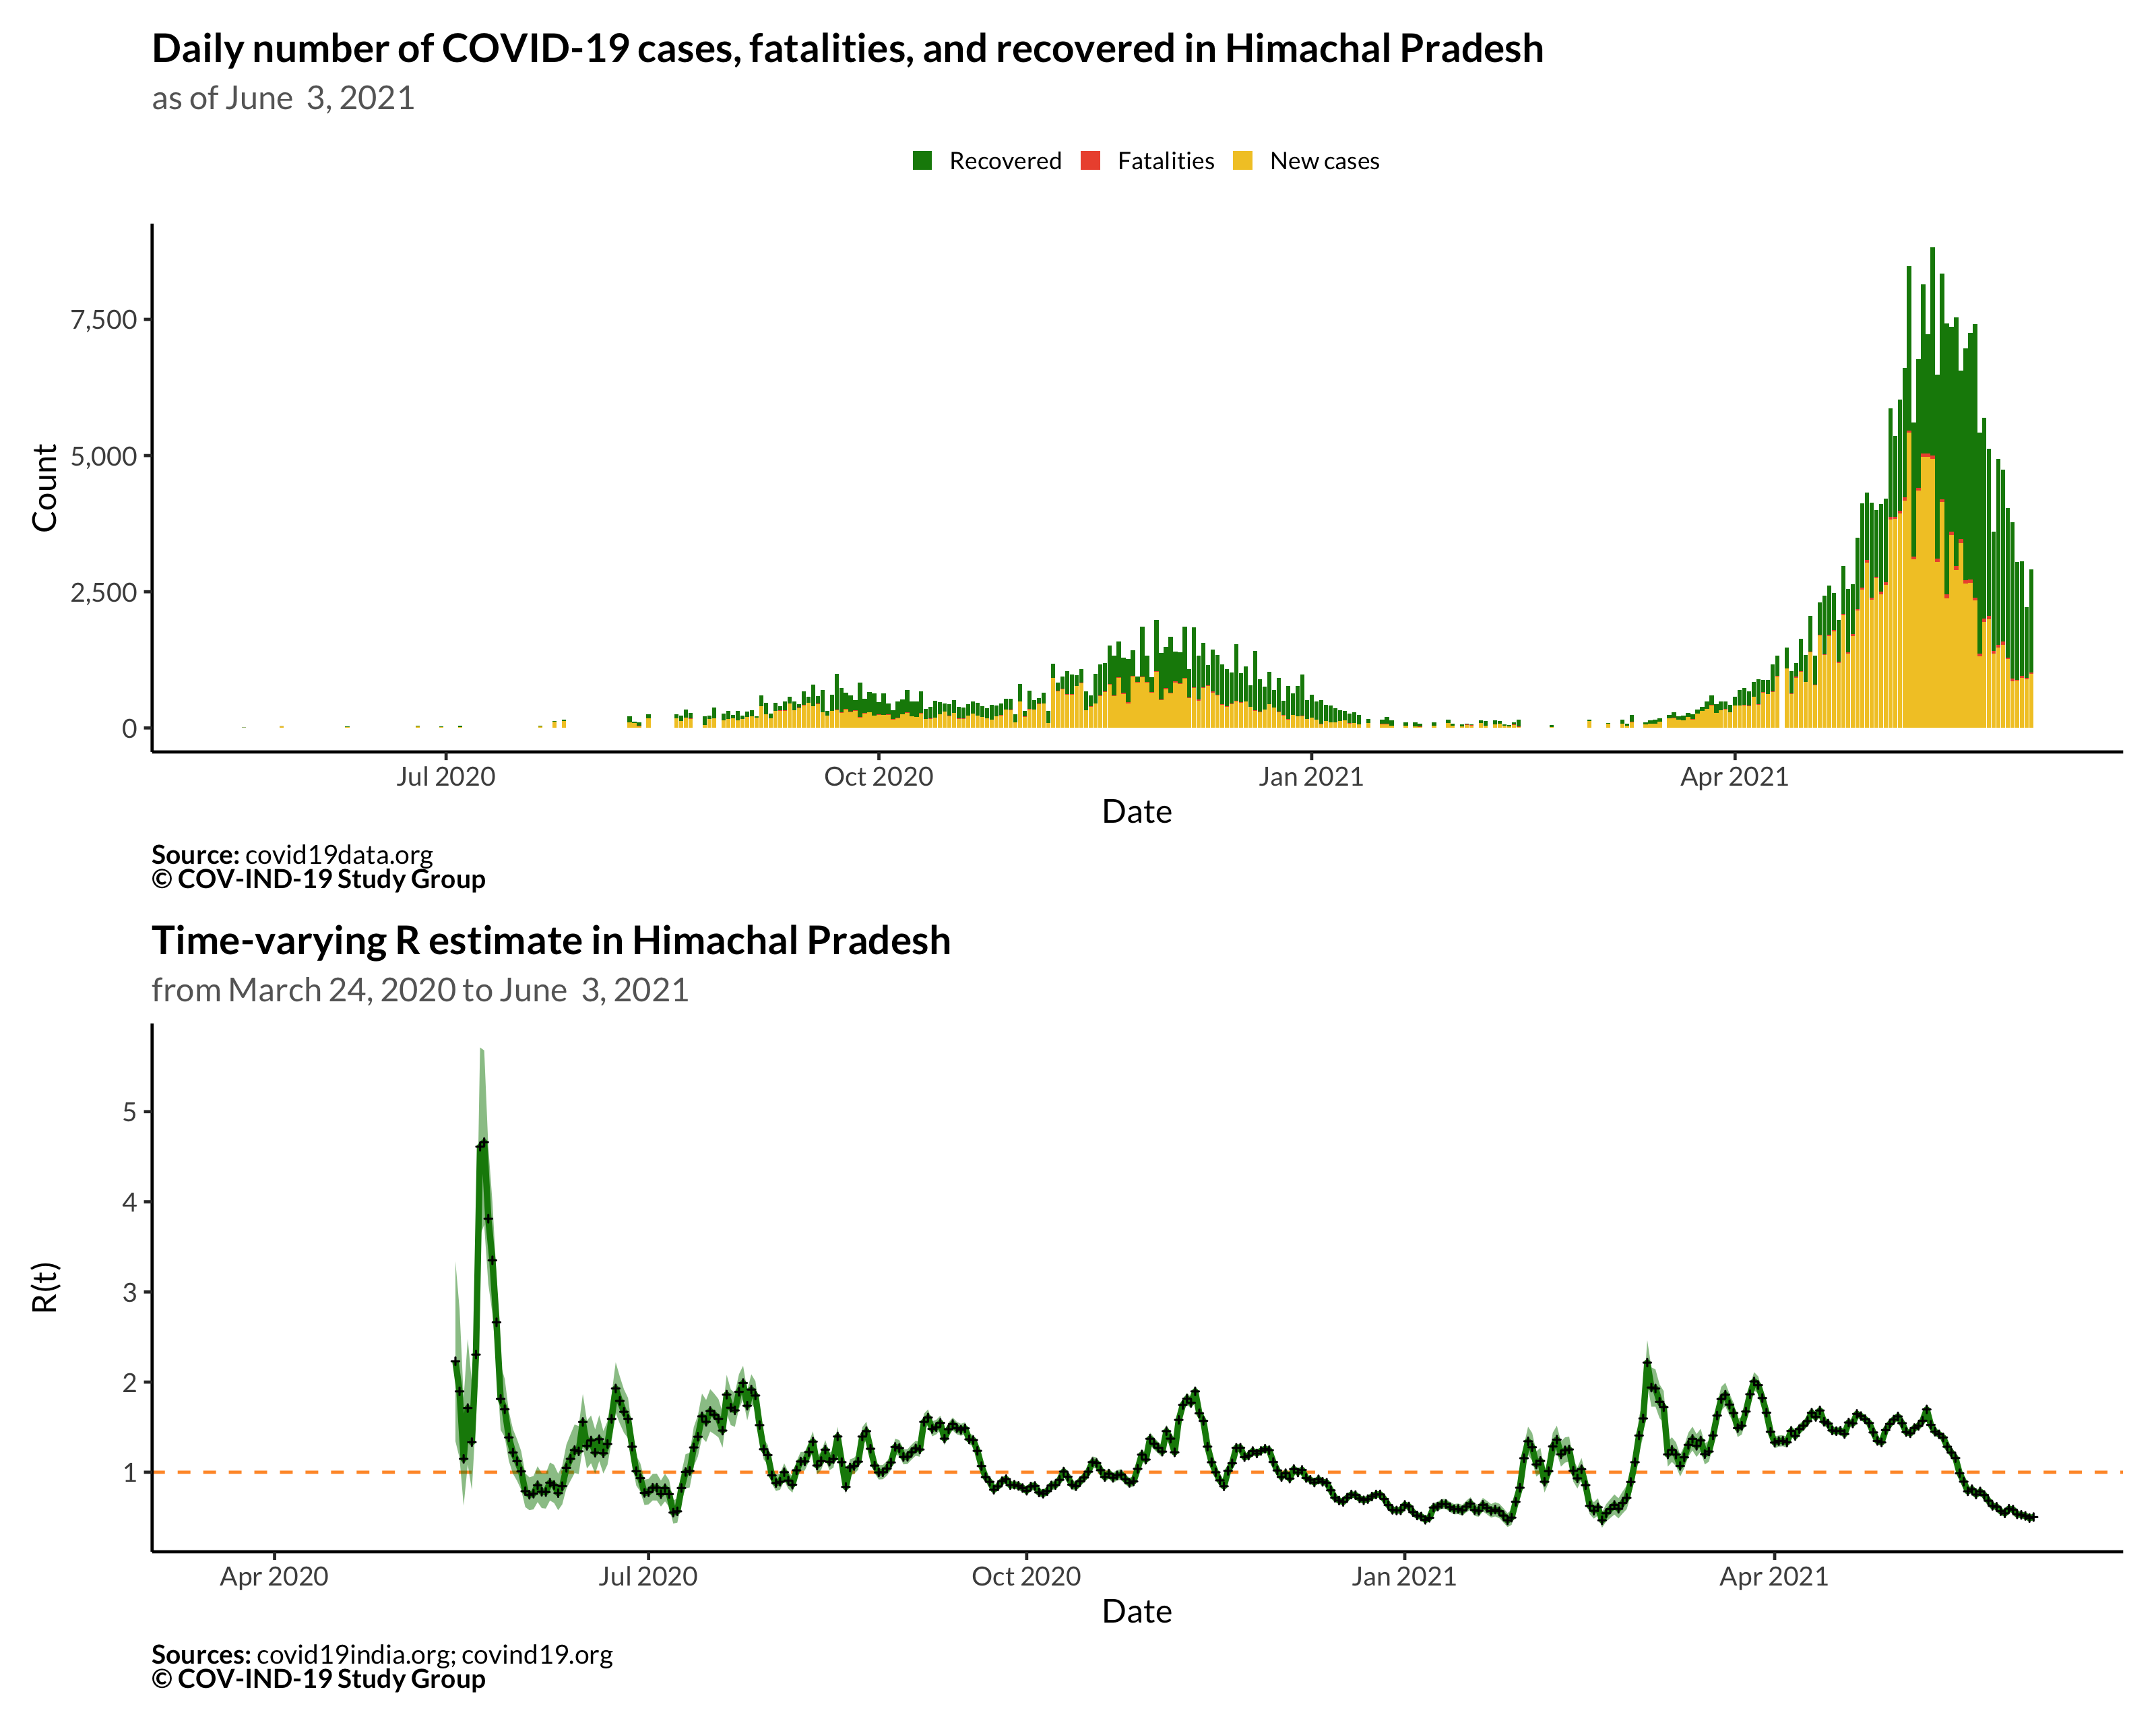 Daily number of COVID-19 cases, fatalities, and recovered in Himachal Pradesh
as of June  3, 2021
Recovered Fatalities New cases
Count
7,500
5,000
2,500
0
Jul 2020 Oct 2020 Jan 2021 Apr 2021
Date
Source: covid19data.org
© COV-IND-19 Study Group
Time-varying R estimate in Himachal Pradesh
from March 24, 2020 to June  3, 2021
R(t)
5
4
3
2
1
Apr 2020 Jul 2020 Oct 2020 Jan 2021 Apr 2021
Date
Sources: covid19india.org; covind19.org
© COV-IND-19 Study Group